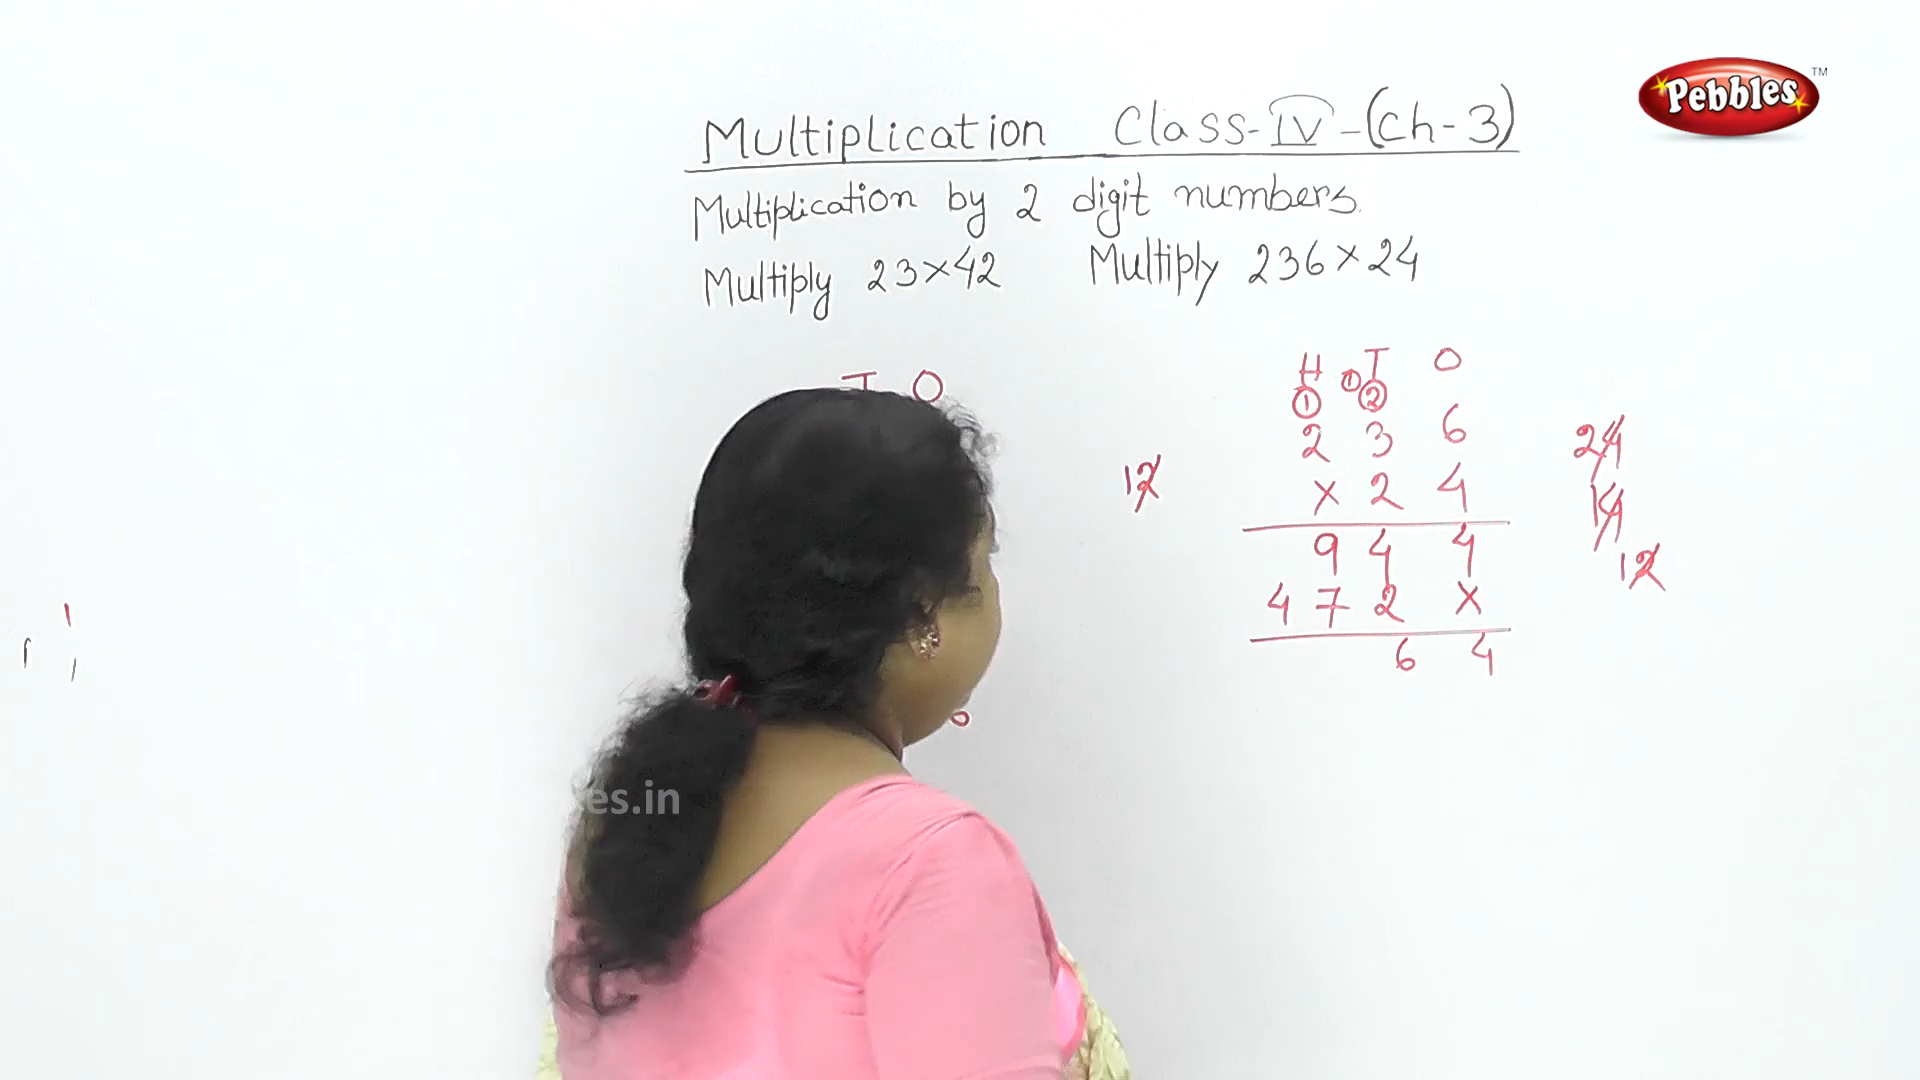 Pebbles TM
Multiplication Class-IV-(Ch-3)
Multiplication by 2 digit numbers.
Multiply 23×42 Multiply 236×24
T O
H T O
1 1 2
2 3 6
× 2 4
9 4 4
4 7 2 ×
6 4
12
24
14
12
es.in